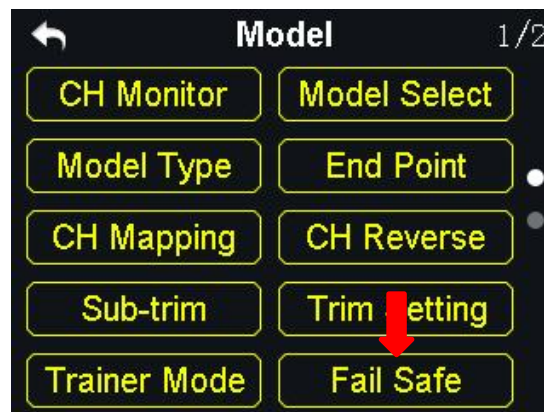 Model 1/2
CH Monitor Model Select
Model Type End Point
CH Mapping CH Reverse
Sub-trim Trim Setting
Trainer Mode Fail Safe